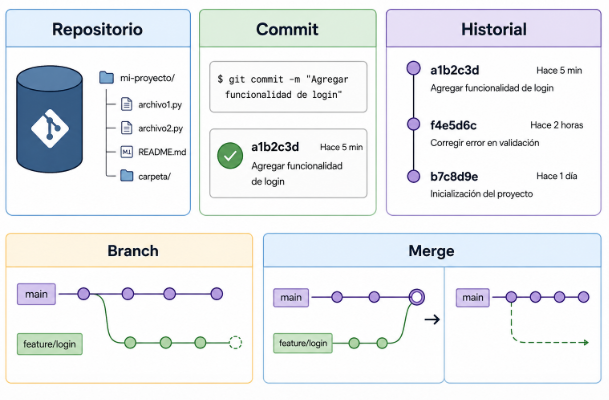 Repositorio
mi-proyecto/
archivo1.py
archivo2.py
M↓ README.md
carpeta/
Commit
$ git commit -m "Agregar
funcionalidad de login"
a1b2c3d Hace 5 min
Agregar funcionalidad
de login
Historial
a1b2c3d Hace 5 min
Agregar funcionalidad de login
f4e5d6c Hace 2 horas
Corregir error en validación
b7c8d9e Hace 1 día
Inicialización del proyecto
Branch
main
feature/login
Merge
main
feature/login
main